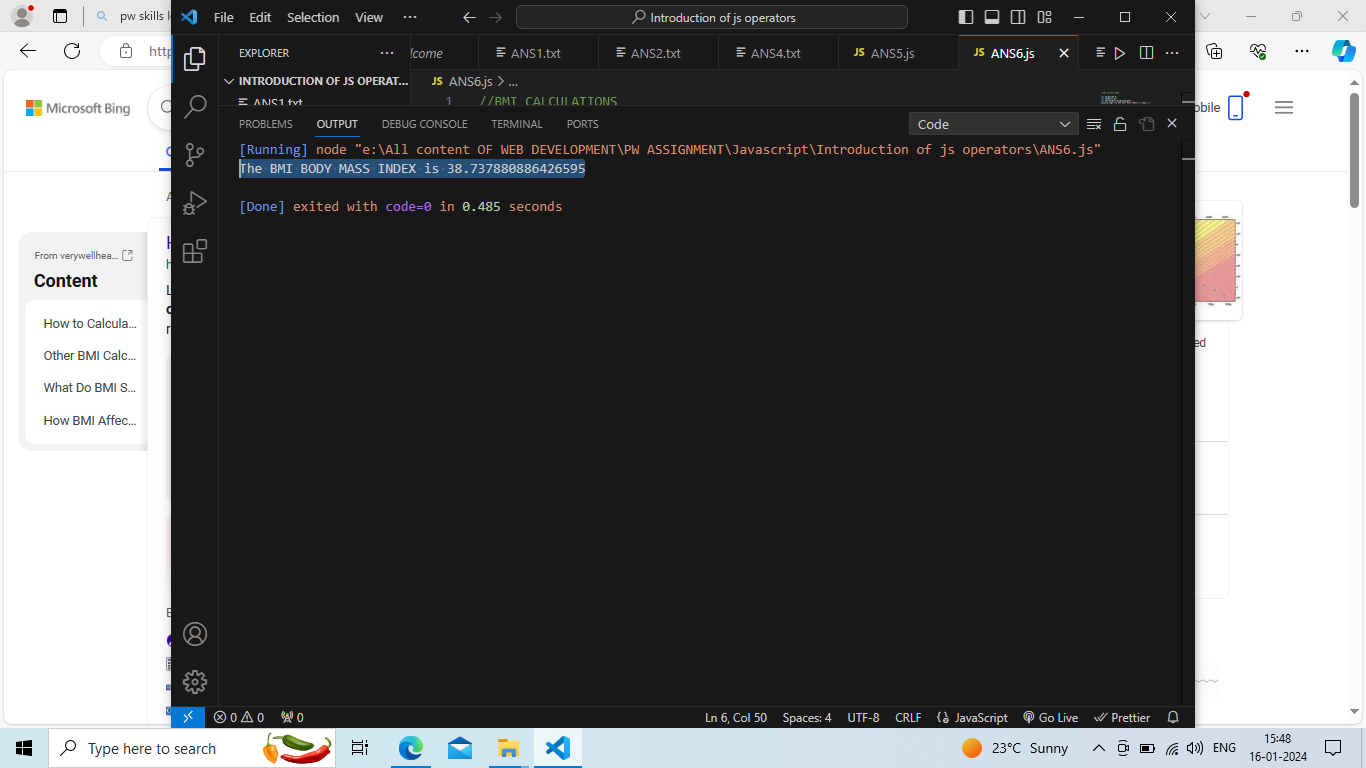 pw skills
File Edit Selection View ···
Introduction of js operators
Microsoft Bing
EXPLORER
ANS1.txt
ANS2.txt
ANS4.txt
JS ANS5.js
JS ANS6.js
INTRODUCTION OF JS OPERAT...
JS ANS6.js > ...
ANS1.txt
1 //BMI CALCULATIONS
PROBLEMS OUTPUT DEBUG CONSOLE TERMINAL PORTS
Code
[Running] node "e:\All content OF WEB DEVELOPMENT\PW ASSIGNMENT\Javascript\Introduction of js operators\ANS6.js"
The BMI BODY MASS INDEX is 38.737880886426595
[Done] exited with code=0 in 0.485 seconds
From verywellhea...
Content
How to Calcula...
Other BMI Calc...
What Do BMI S...
How BMI Affec...
0 0 0
Ln 6, Col 50 Spaces: 4 UTF-8 CRLF {} JavaScript Go Live Prettier
Type here to search
23°C Sunny
ENG
15:48
16-01-2024